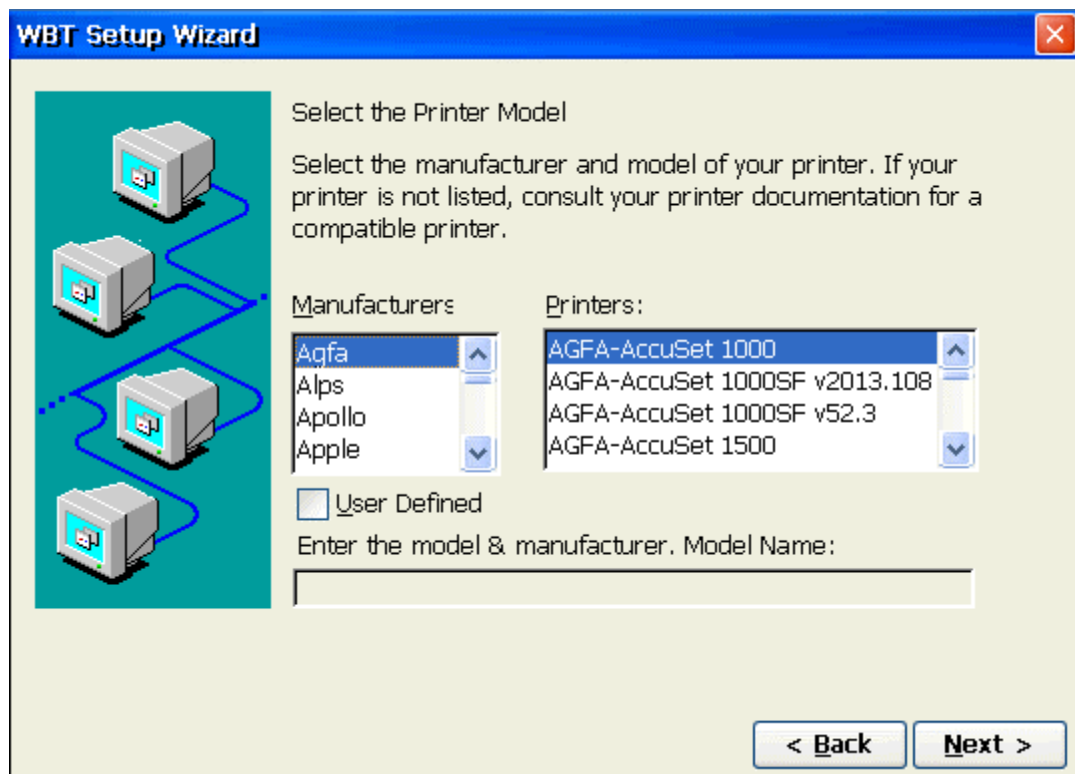 WBT Setup Wizard
Select the Printer Model
Select the manufacturer and model of your printer. If your
printer is not listed, consult your printer documentation for a
compatible printer.
Manufacturers
Agfa
Alps
Apollo
Apple
Printers:
AGFA-AccuSet 1000
AGFA-AccuSet 1000SF v2013.108
AGFA-AccuSet 1000SF v52.3
AGFA-AccuSet 1500
User Defined
Enter the model & manufacturer. Model Name:
< Back
Next >